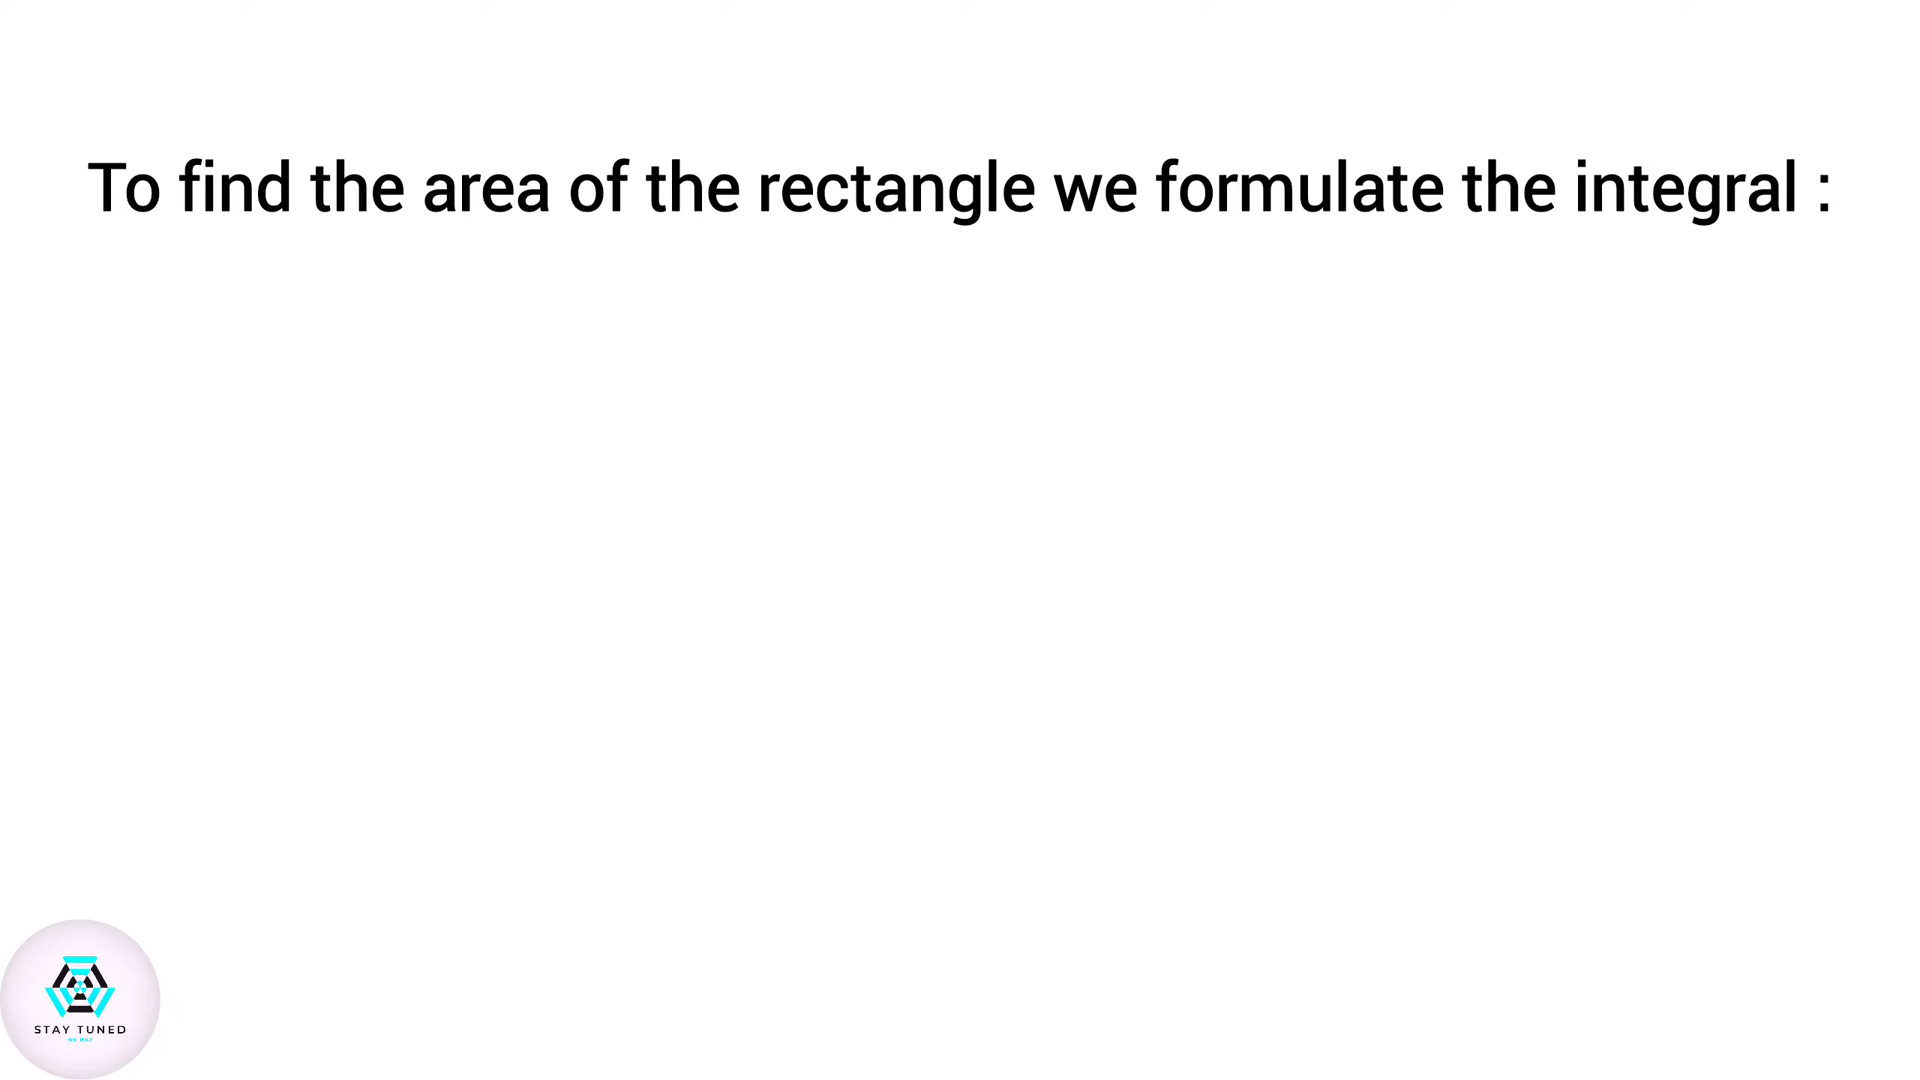 To find the area of the rectangle we formulate the integral :
STAY TUNED